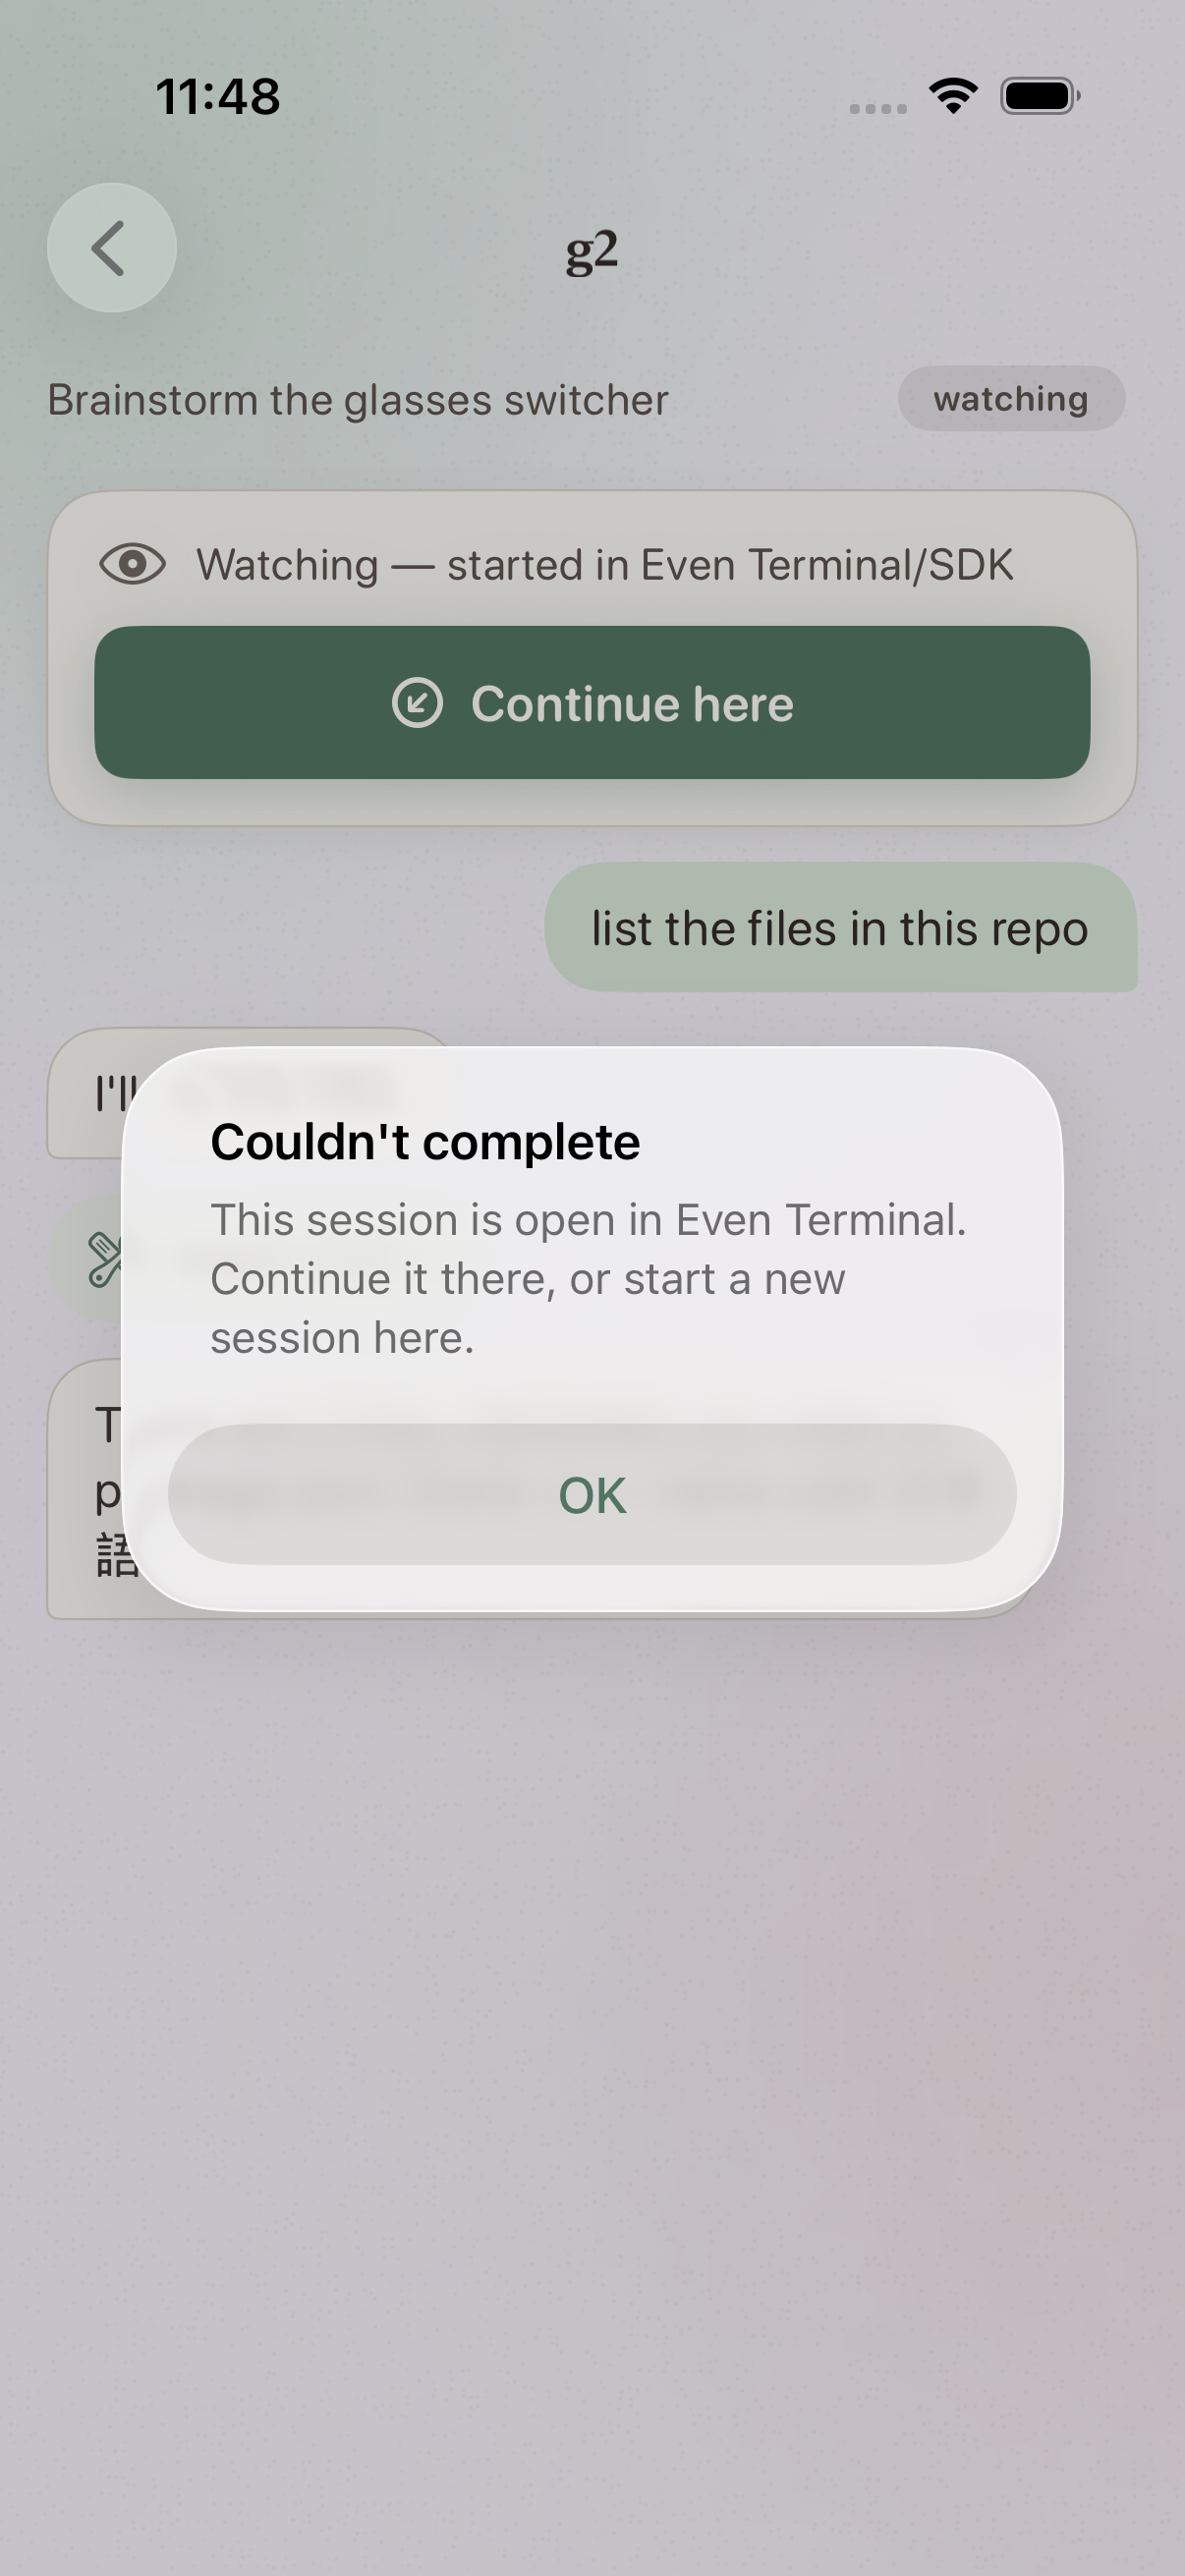 11:48
g2
Brainstorm the glasses switcher
watching
Watching — started in Even Terminal/SDK
Continue here
list the files in this repo
I'll
Couldn't complete
This session is open in Even Terminal.
Continue it there, or start a new
session here.
OK
語